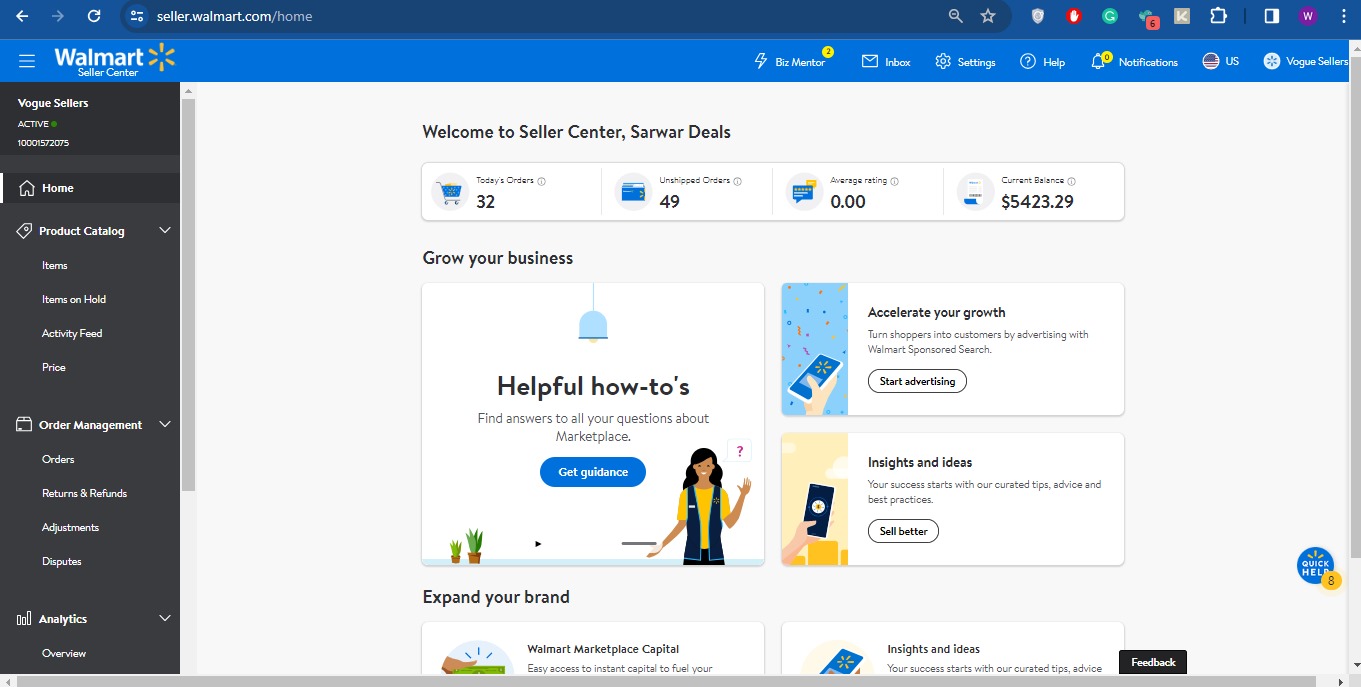 seller.walmart.com/home
6
K
W
Walmart
Seller Center
Biz Mentor
2
Inbox
Settings
Help
0
Notifications
US
Vogue Sellers
Vogue Sellers
ACTIVE
10001572075
Home
Product Catalog
Items
Items on Hold
Activity Feed
Price
Order Management
Orders
Returns & Refunds
Adjustments
Disputes
Analytics
Overview
Welcome to Seller Center, Sarwar Deals
Today's Orders
32
Unshipped Orders
49
Average rating
0.00
Current Balance
$5423.29
Grow your business
Helpful how-to's
Find answers to all your questions about
Marketplace.
Get guidance
?
Accelerate your growth
Turn shoppers into customers by advertising with
Walmart Sponsored Search.
Start advertising
Insights and ideas
Your success starts with our curated tips, advice and
best practices.
Sell better
QUICK
HELP
8
Expand your brand
Walmart Marketplace Capital
Easy access to instant capital to fuel your
Insights and ideas
Your success starts with our curated tips, advice
Feedback